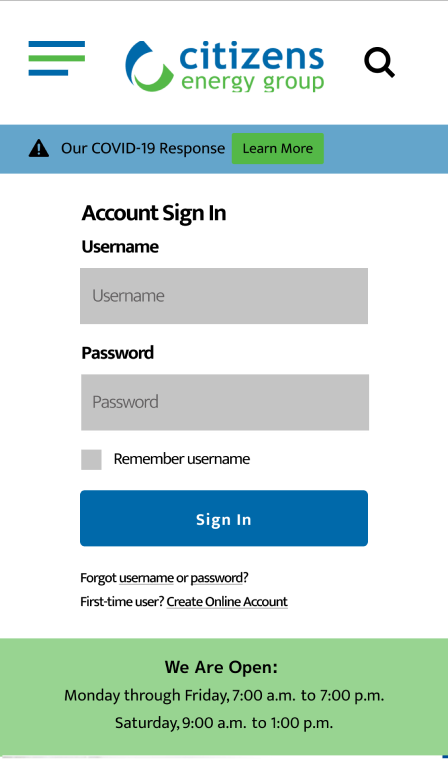 citizens
energy group
Our COVID-19 Response Learn More
Account Sign In
Username
Username
Password
Password
Remember username
Sign In
Forgot username or password?
First-time user? Create Online Account
We Are Open:
Monday through Friday, 7:00 a.m. to 7:00 p.m.
Saturday, 9:00 a.m. to 1:00 p.m.